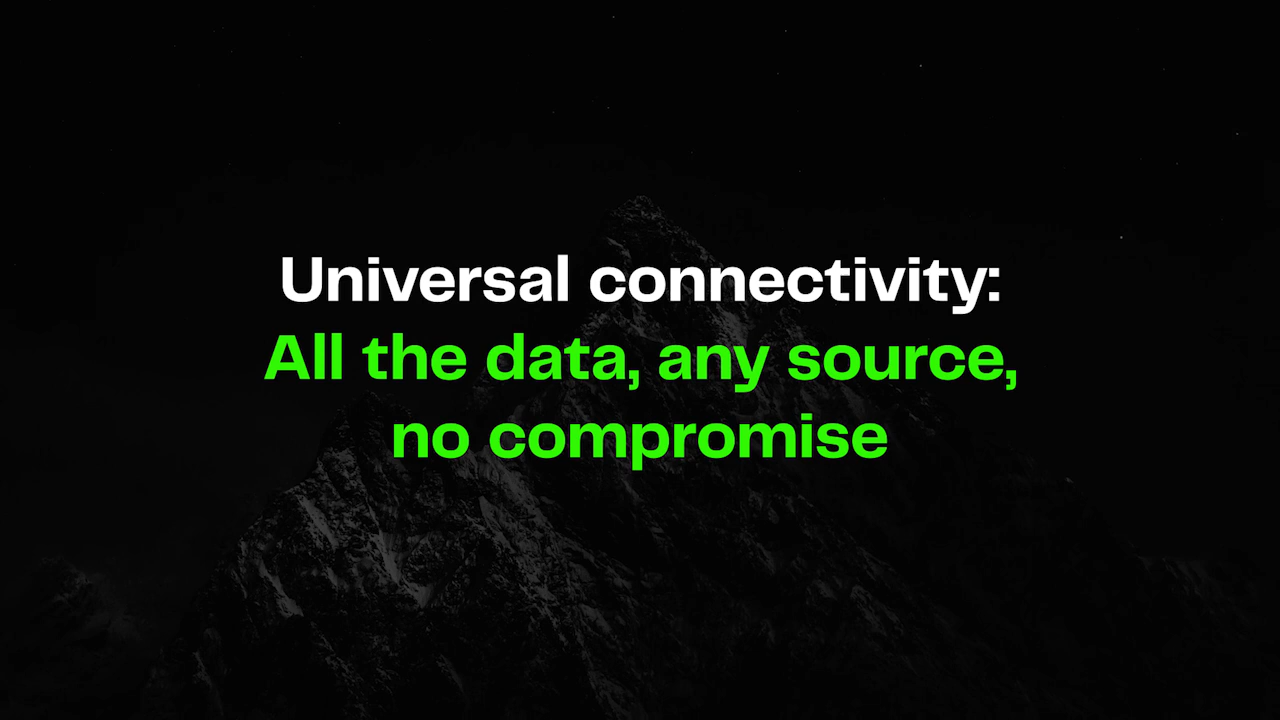 Universal connectivity:
All the data, any source,
no compromise